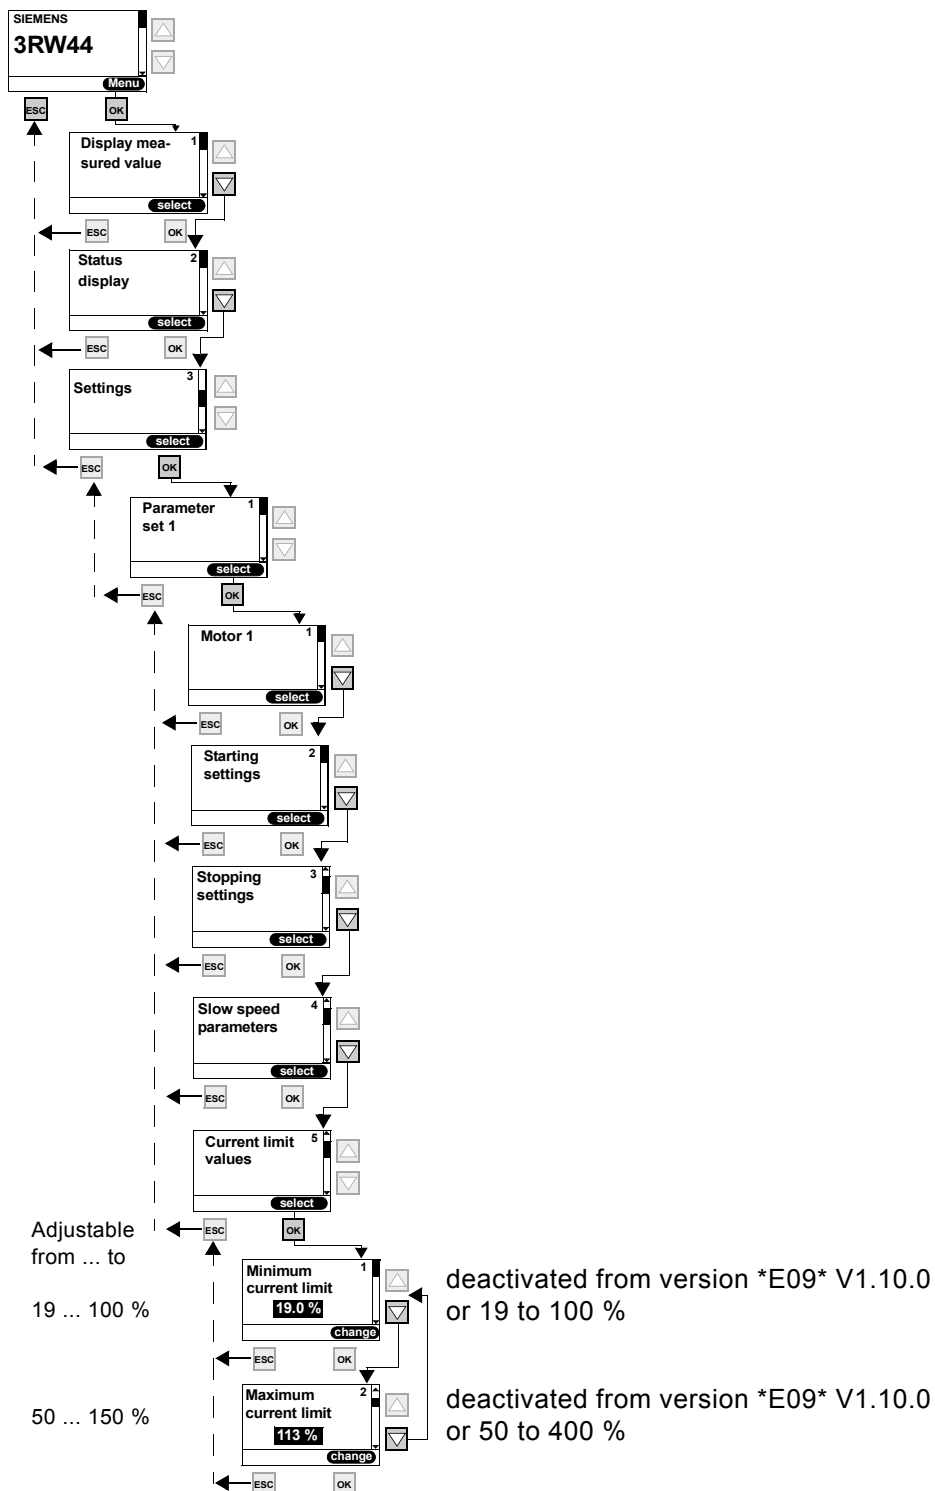 SIEMENS
3RW44
Menu
ESC
OK
Display mea-
sured value
1
select
ESC
OK
Status
display
2
select
ESC
OK
Settings
3
select
ESC
OK
Parameter
set 1
1
select
ESC
OK
Motor 1
1
select
ESC
OK
Starting
settings
2
select
ESC
OK
Stopping
settings
3
select
ESC
OK
Slow speed
parameters
4
select
ESC
OK
Current limit
values
5
select
ESC
OK
Adjustable
from ... to
19 ... 100 %
Minimum
current limit
19.0 %
1
change
deactivated from version *E09* V1.10.0
or 19 to 100 %
ESC
OK
50 ... 150 %
Maximum
current limit
113 %
2
change
deactivated from version *E09* V1.10.0
or 50 to 400 %
ESC
OK